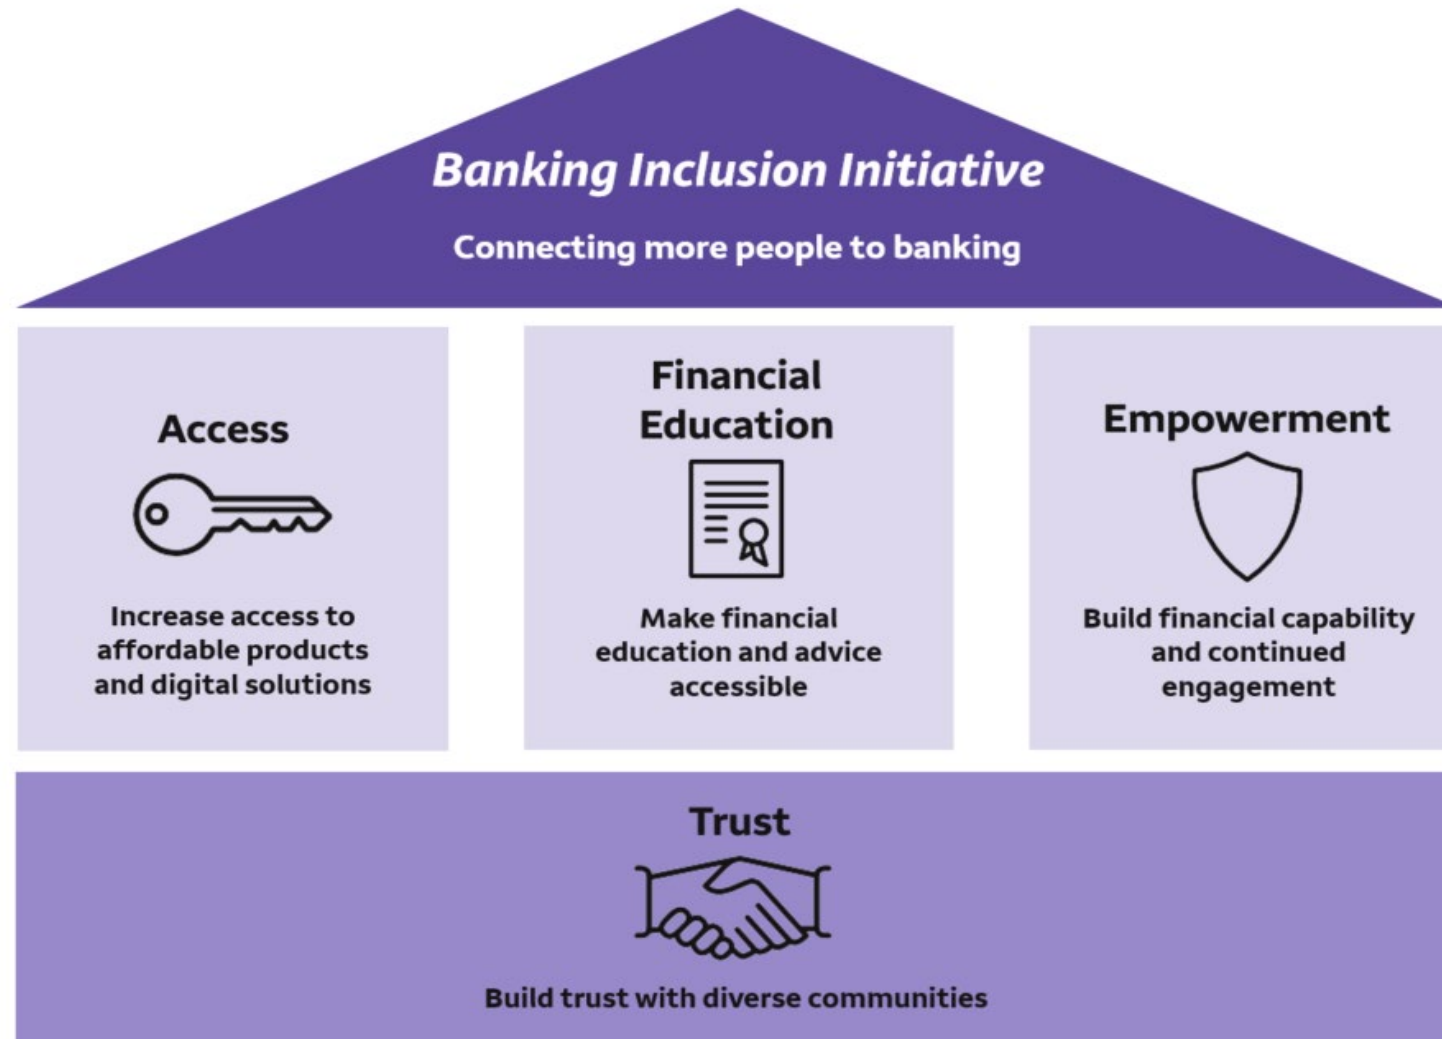 Banking Inclusion Initiative
Connecting more people to banking
Access
Increase access to
affordable products
and digital solutions
Financial
Education
Make financial
education and advice
accessible
Empowerment
Build financial capability
and continued
engagement
Trust
Build trust with diverse communities